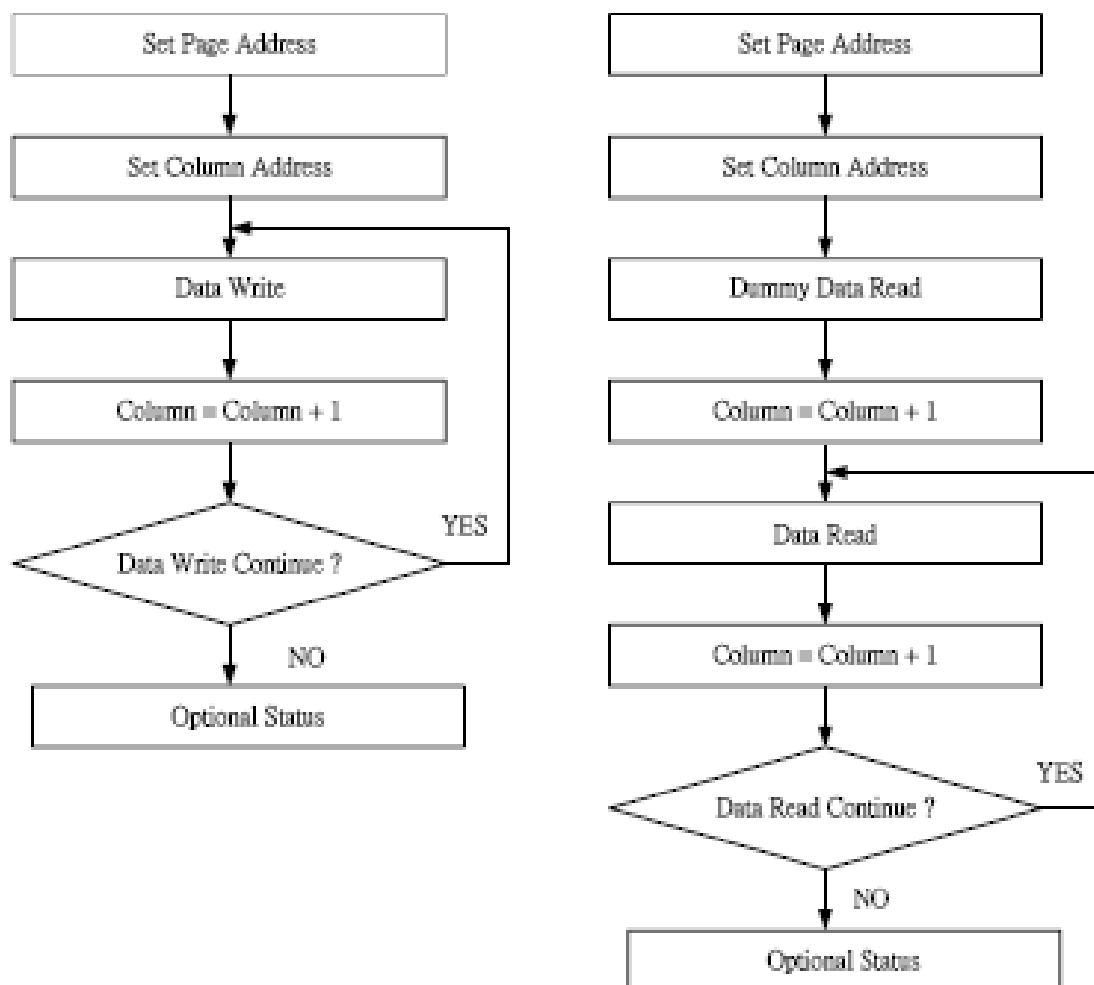 Set Page Address
Set Column Address
Data Write
Column = Column + 1
Data Write Continue ?
YES
NO
Optional Status
Set Page Address
Set Column Address
Dummy Data Read
Column = Column + 1
Data Read
Column = Column + 1
Data Read Continue ?
YES
NO
Optional Status